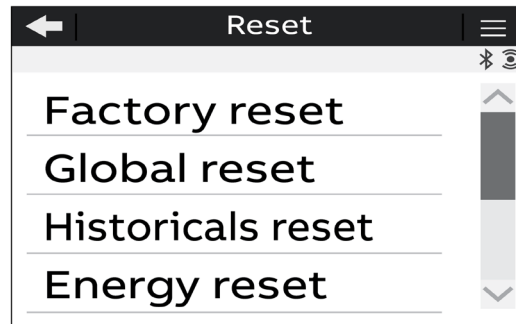 Reset
Factory reset
Global reset
Historicals reset
Energy reset